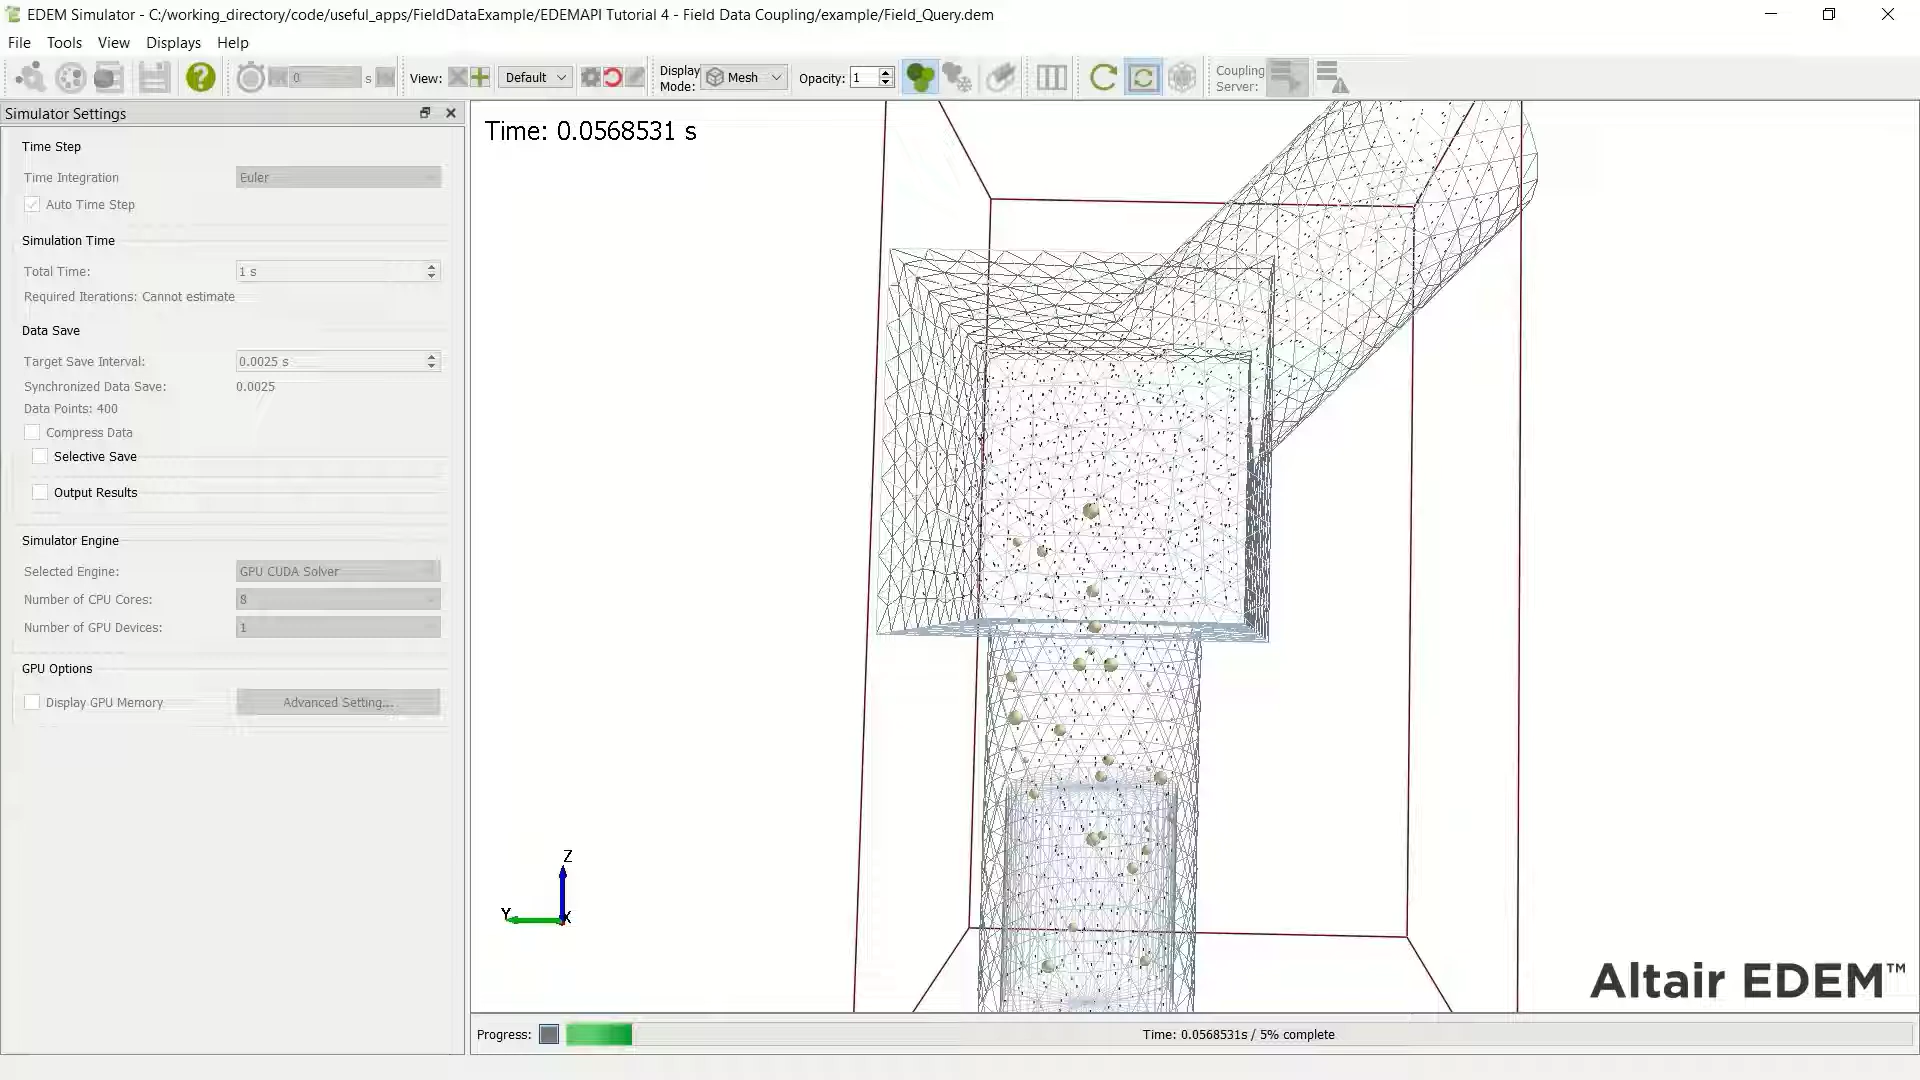 EDEM Simulator - C:/working_directory/code/useful_apps/FieldDataExample/EDEMAPI Tutorial 4 - Field Data Coupling/example/Field_Query.dem
File Tools View Displays Help
0 s View: Default Display Mode: Mesh Opacity: 1 Coupling Server:
Simulator Settings
Time Step
Time Integration Euler
Auto Time Step
Simulation Time
Total Time: 1 s
Required Iterations: Cannot estimate
Data Save
Target Save Interval: 0.0025 s
Synchronized Data Save: 0.0025
Data Points: 400
Compress Data
Selective Save
Output Results
Simulator Engine
Selected Engine: GPU CUDA Solver
Number of CPU Cores: 8
Number of GPU Devices: 1
GPU Options
Display GPU Memory Advanced Setting...
Time: 0.0568531 s
Z
Y X
Altair EDEM™
Progress: Time: 0.0568531s / 5% complete